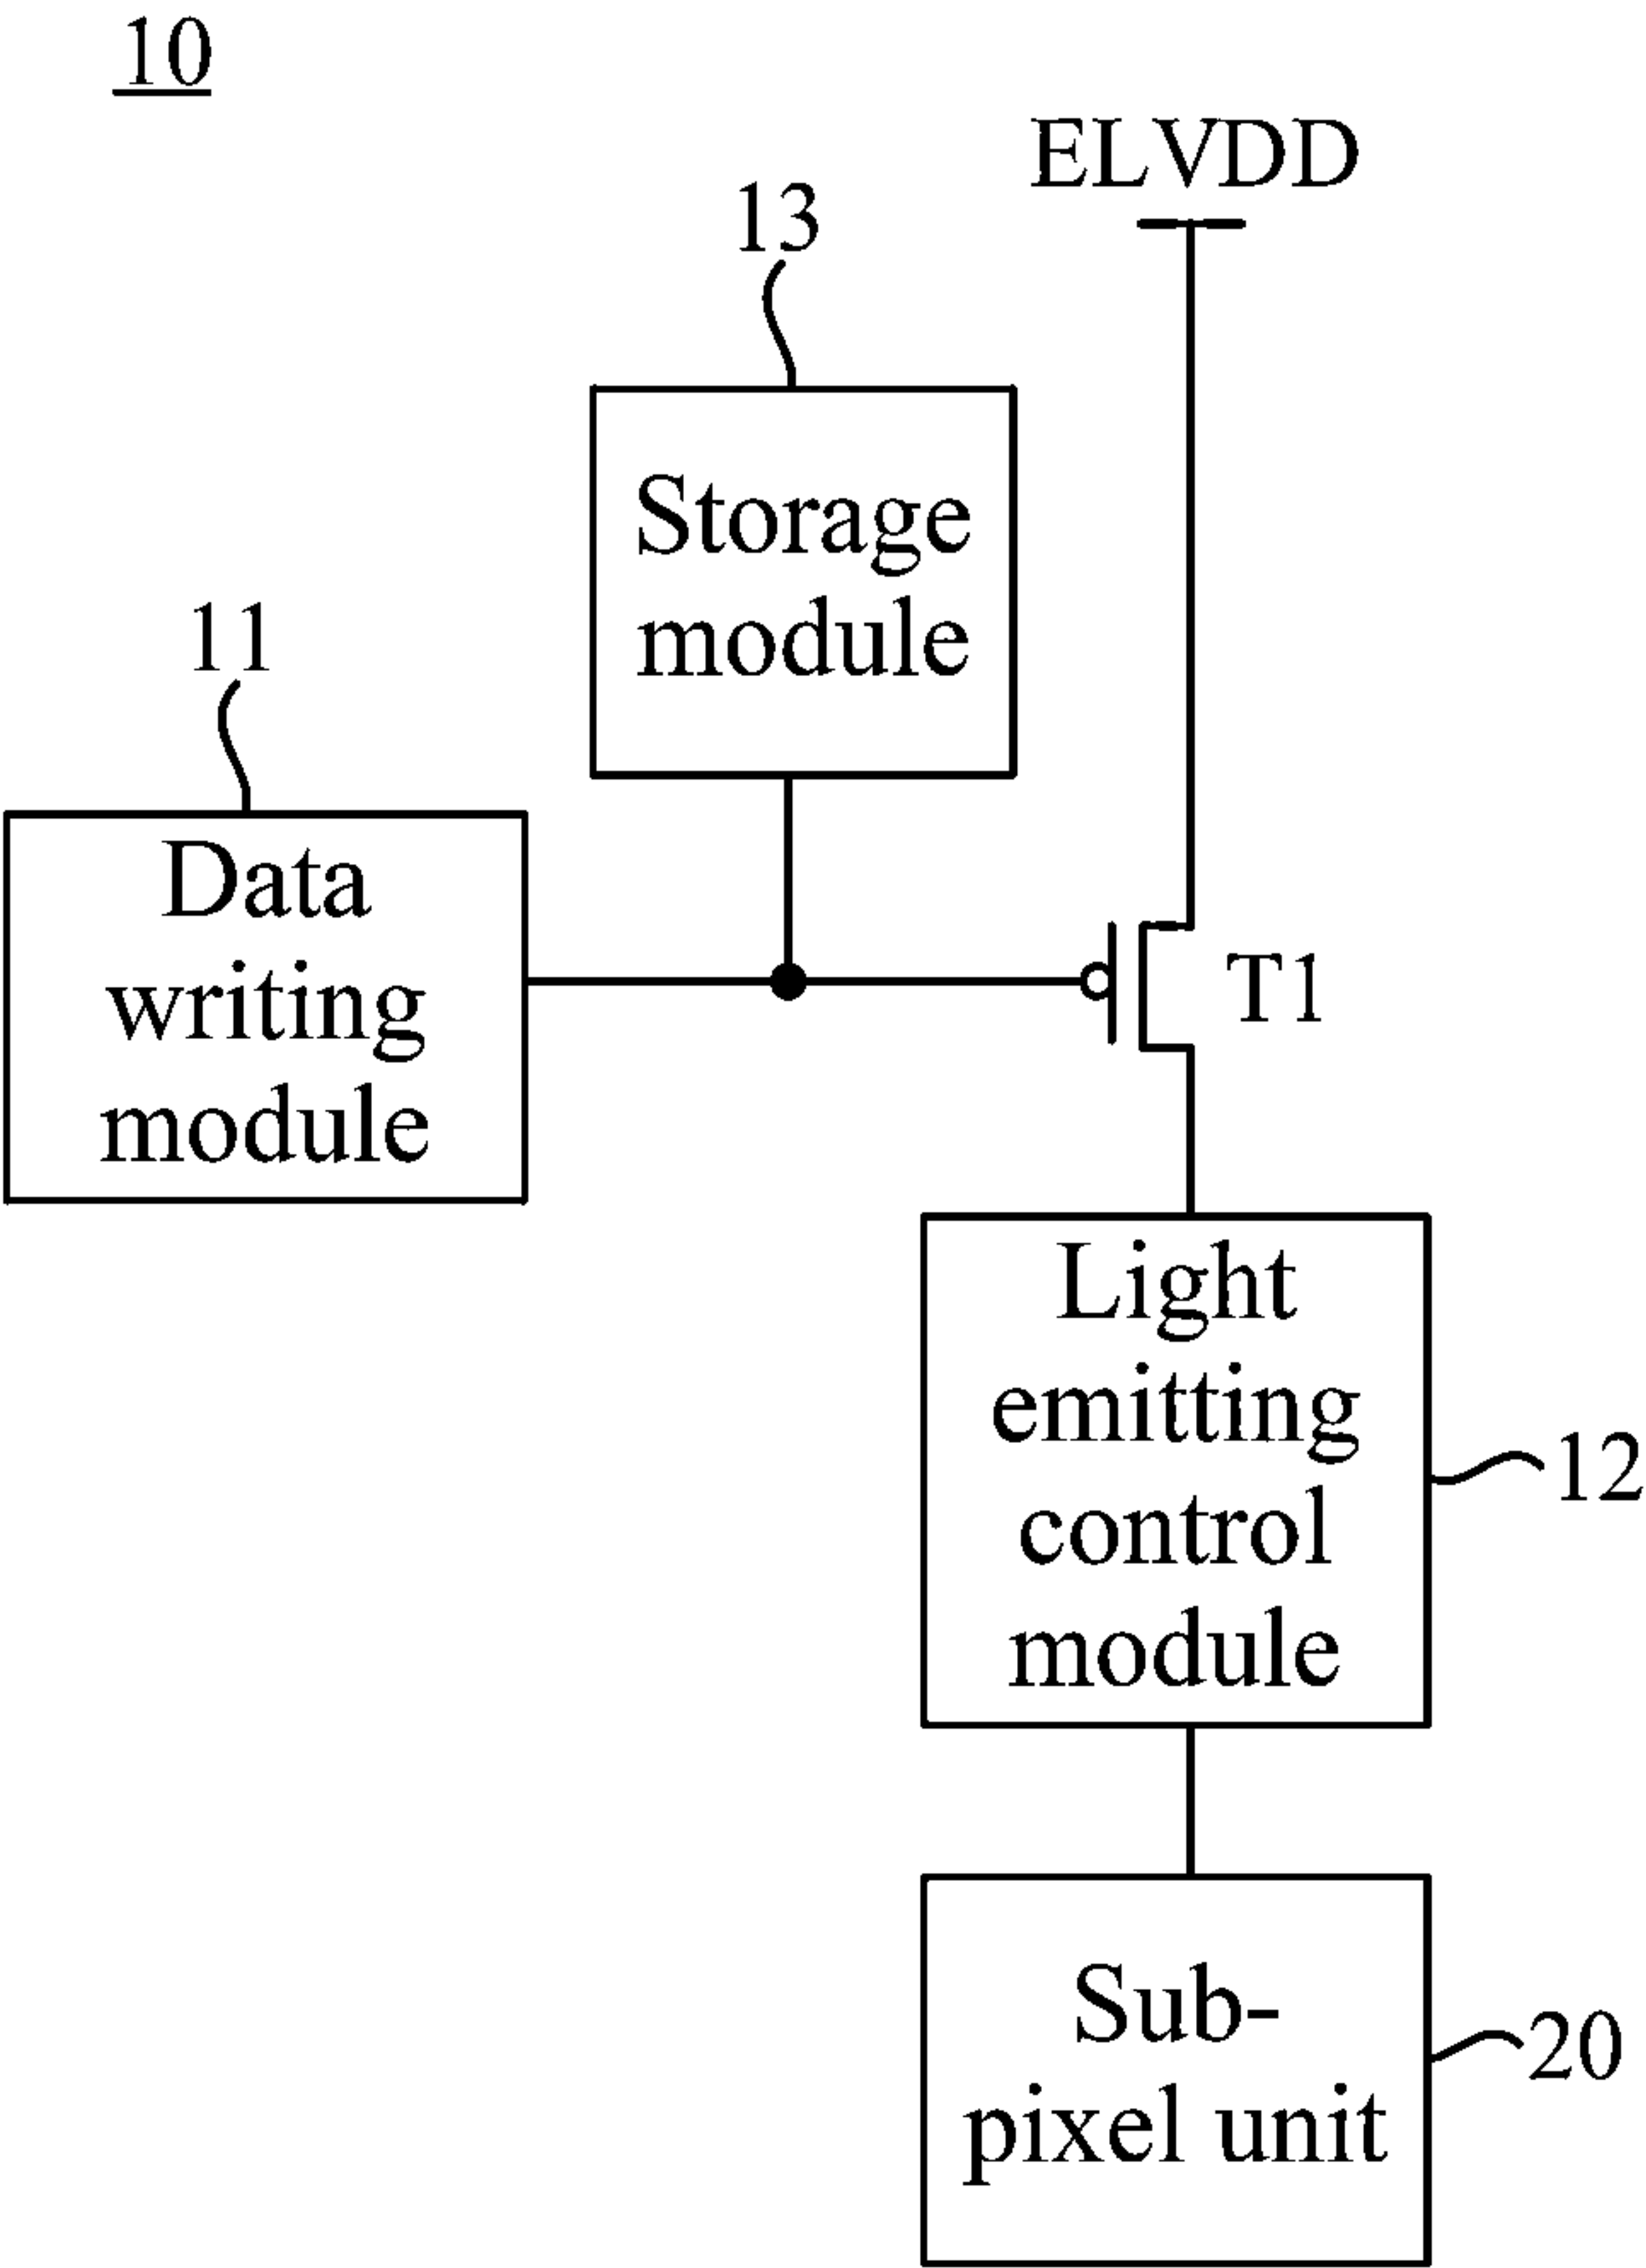 10
ELVDD
13
Storage
module
11
Data
writing
module
T1
Light
emitting
control
module
12
Sub-
pixel unit
20